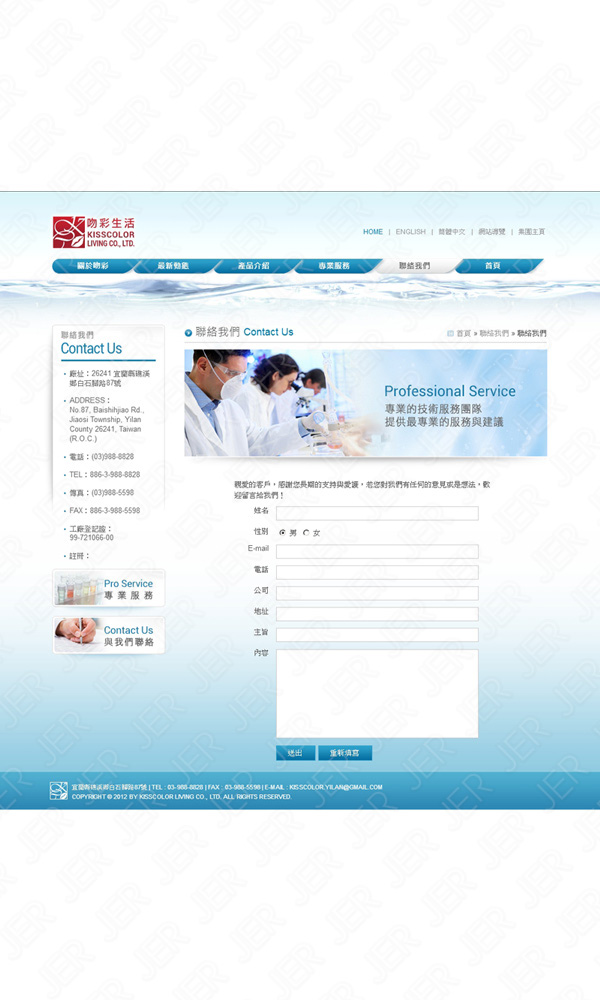 吻彩生活
KISSCOLOR
LIVING CO., LTD.
HOME | ENGLISH | 簡體中文 | 網站導覽 | 集團主頁
關於吻彩 最新動態 產品介紹 專業服務 聯絡我們 首頁
聯絡我們
Contact Us
廠址：26241 宜蘭縣礁溪
鄉白石腳路87號
ADDRESS：
No.87, Baishihjiao Rd.,
Jiaosi Township, Yilan
County 26241, Taiwan
(R.O.C.)
電話：(03)988-8828
TEL：886-3-988-8828
傳真：(03)988-5598
FAX：886-3-988-5598
工廠登記證：
99-721066-00
註冊：
Pro Service
專業服務
Contact Us
與我們聯絡
聯絡我們 Contact Us
首頁 » 聯絡我們 » 聯絡我們
Professional Service
專業的技術服務團隊
提供最專業的服務與建議
親愛的客戶，感謝您長期的支持與愛護，若您對我們有任何的意見或是想法，歡
迎留言給我們！
姓名
性別 男 女
E-mail
電話
公司
地址
主旨
內容
送出 重新填寫
宜蘭縣礁溪鄉白石腳路87號 | TEL : 03-988-8828 | FAX : 03-988-5598 | E-MAIL : KISSCOLOR.YILAN@GMAIL.COM
COPYRIGHT © 2012 BY KISSCOLOR LIVING CO., LTD. ALL RIGHTS RESERVED.
JER